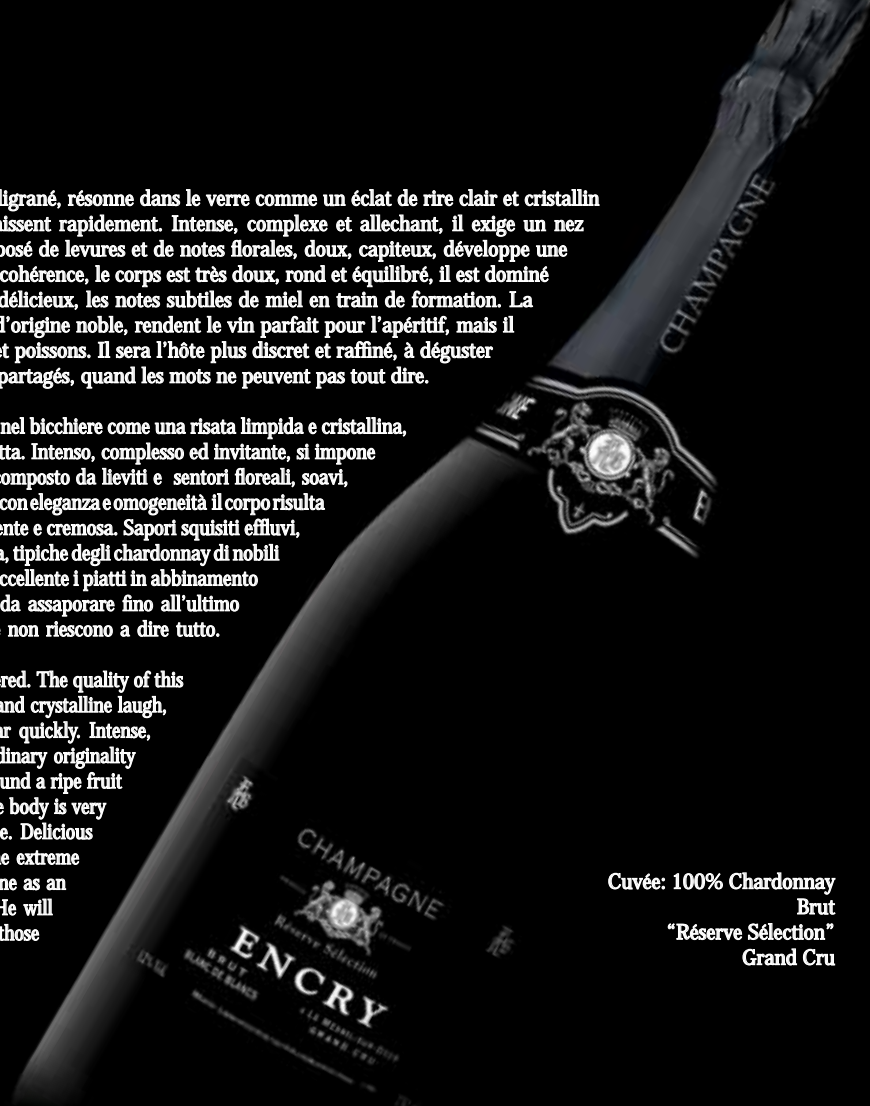 ligrané, résonne dans le verre comme un éclat de rire clair et cristallin
issent rapidement. Intense, complexe et allechant, il exige un nez
posé de levures et de notes florales, doux, capiteux, développe une
cohérence, le corps est très doux, rond et équilibré, il est dominé
délicieux, les notes subtiles de miel en train de formation. La
d’origine noble, rendent le vin parfait pour l’apéritif, mais il
et poissons. Il sera l’hôte plus discret et raffiné, à déguster
partagés, quand les mots ne peuvent pas tout dire.
nel bicchiere come una risata limpida e cristallina,
tta. Intenso, complesso ed invitante, si impone
composto da lieviti e sentori floreali, soavi,
con eleganza e omogeneità il corpo risulta
ente e cremosa. Sapori squisiti effluvi,
a, tipiche degli chardonnay di nobili
ccellente i piatti in abbinamento
da assaporare fino all’ultimo
e non riescono a dire tutto.
red. The quality of this
and crystalline laugh,
ar quickly. Intense,
dinary originality
und a ripe fruit
e body is very
e. Delicious
e extreme
ne as an
He will
those
CHAMPAGNE
CHAMPAGNE
Réserve Sélection
ENCRY
BRUT
BLANC DE BLANCS
A LE MESNIL-SUR-OGER
GRAND CRU
Cuvée: 100% Chardonnay
Brut
“Réserve Sélection”
Grand Cru